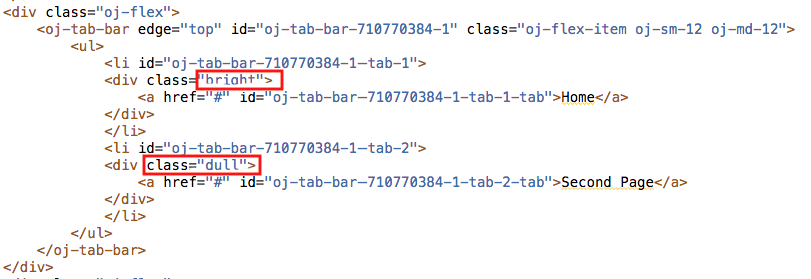 <div class="oj-flex">
<oj-tab-bar edge="top" id="oj-tab-bar-710770384-1" class="oj-flex-item oj-sm-12 oj-md-12">
<ul>
<li id="oj-tab-bar-710770384-1-tab-1">
<div class="bright">
<a href="#" id="oj-tab-bar-710770384-1-tab-1-tab">Home</a>
</div>
</li>
<li id="oj-tab-bar-710770384-1-tab-2">
<div class="dull">
<a href="#" id="oj-tab-bar-710770384-1-tab-2-tab">Second Page</a>
</div>
</li>
</ul>
</oj-tab-bar>
</div>